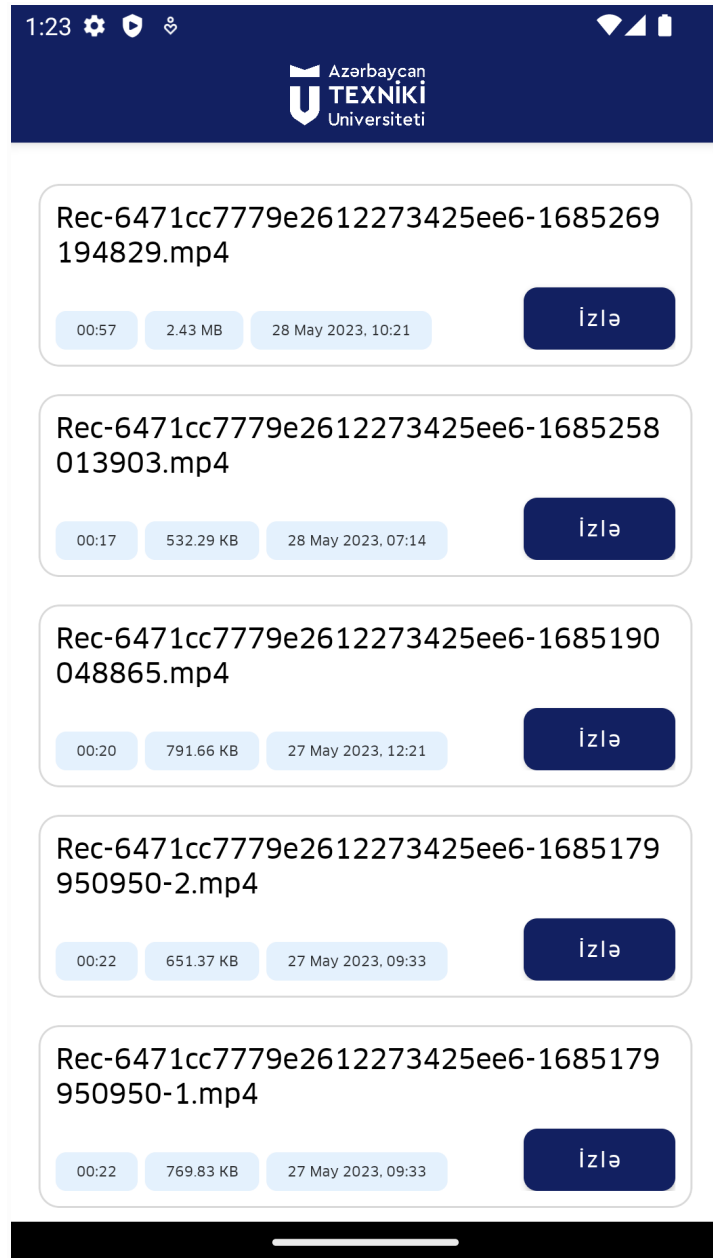 1:23
Azərbaycan
TEXNİKİ
Universiteti
Rec-6471cc7779e2612273425ee6-1685269
194829.mp4
00:57 2.43 MB 28 May 2023, 10:21 İzlə
Rec-6471cc7779e2612273425ee6-1685258
013903.mp4
00:17 532.29 KB 28 May 2023, 07:14 İzlə
Rec-6471cc7779e2612273425ee6-1685190
048865.mp4
00:20 791.66 KB 27 May 2023, 12:21 İzlə
Rec-6471cc7779e2612273425ee6-1685179
950950-2.mp4
00:22 651.37 KB 27 May 2023, 09:33 İzlə
Rec-6471cc7779e2612273425ee6-1685179
950950-1.mp4
00:22 769.83 KB 27 May 2023, 09:33 İzlə